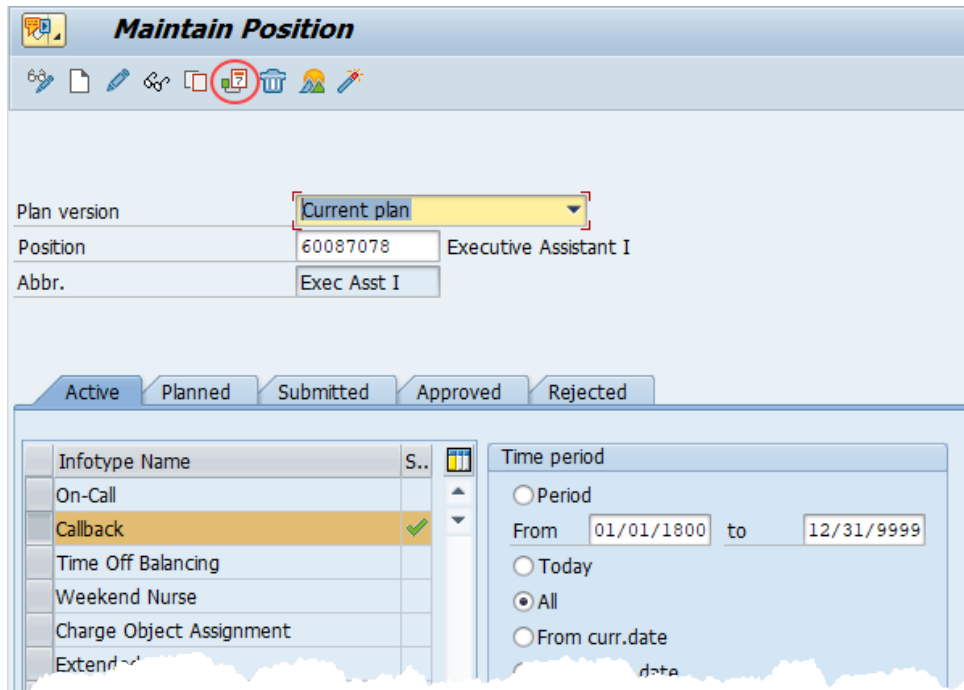 Maintain Position
Plan version Current plan
Position 60087078 Executive Assistant I
Abbr. Exec Asst I
Active Planned Submitted Approved Rejected
Infotype Name S..
On-Call
Callback
Time Off Balancing
Weekend Nurse
Charge Object Assignment
Time period
Period
From 01/01/1800 to 12/31/9999
Today
All
From curr.date
date